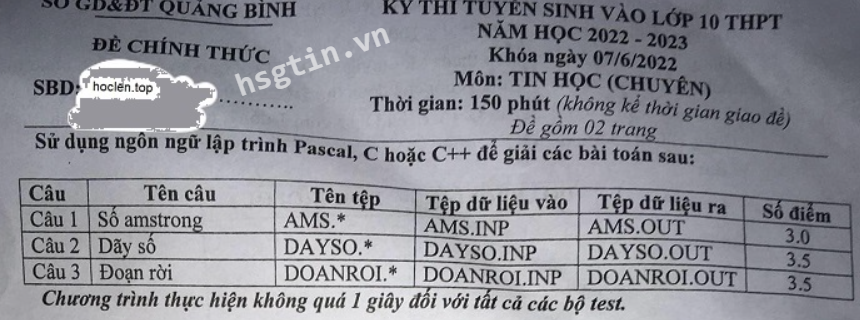 SỞ GD&ĐT QUẢNG BÌNH
KỲ THI TUYỂN SINH VÀO LỚP 10 THPT
NĂM HỌC 2022 - 2023
ĐỀ CHÍNH THỨC
Khóa ngày 07/6/2022
hsgtin.vn
Môn: TIN HỌC (CHUYÊN)
SBD: hoclen.top ...........
Thời gian: 150 phút (không kể thời gian giao đề)
Đề gồm 02 trang
Sử dụng ngôn ngữ lập trình Pascal, C hoặc C++ để giải các bài toán sau:
Câu Tên câu Tên tệp Tệp dữ liệu vào Tệp dữ liệu ra Số điểm
Câu 1 Số amstrong AMS.* AMS.INP AMS.OUT 3.0
Câu 2 Dãy số DAYSO.* DAYSO.INP DAYSO.OUT 3.5
Câu 3 Đoạn rời DOANROI.* DOANROI.INP DOANROI.OUT 3.5
Chương trình thực hiện không quá 1 giây đối với tất cả các bộ test.